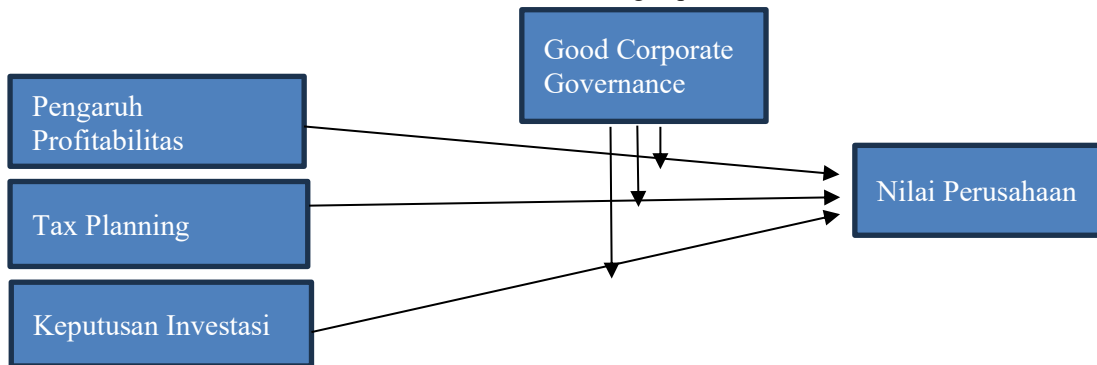 Good Corporate
Governance
Pengaruh
Profitabilitas
Tax Planning
Nilai Perusahaan
Keputusan Investasi